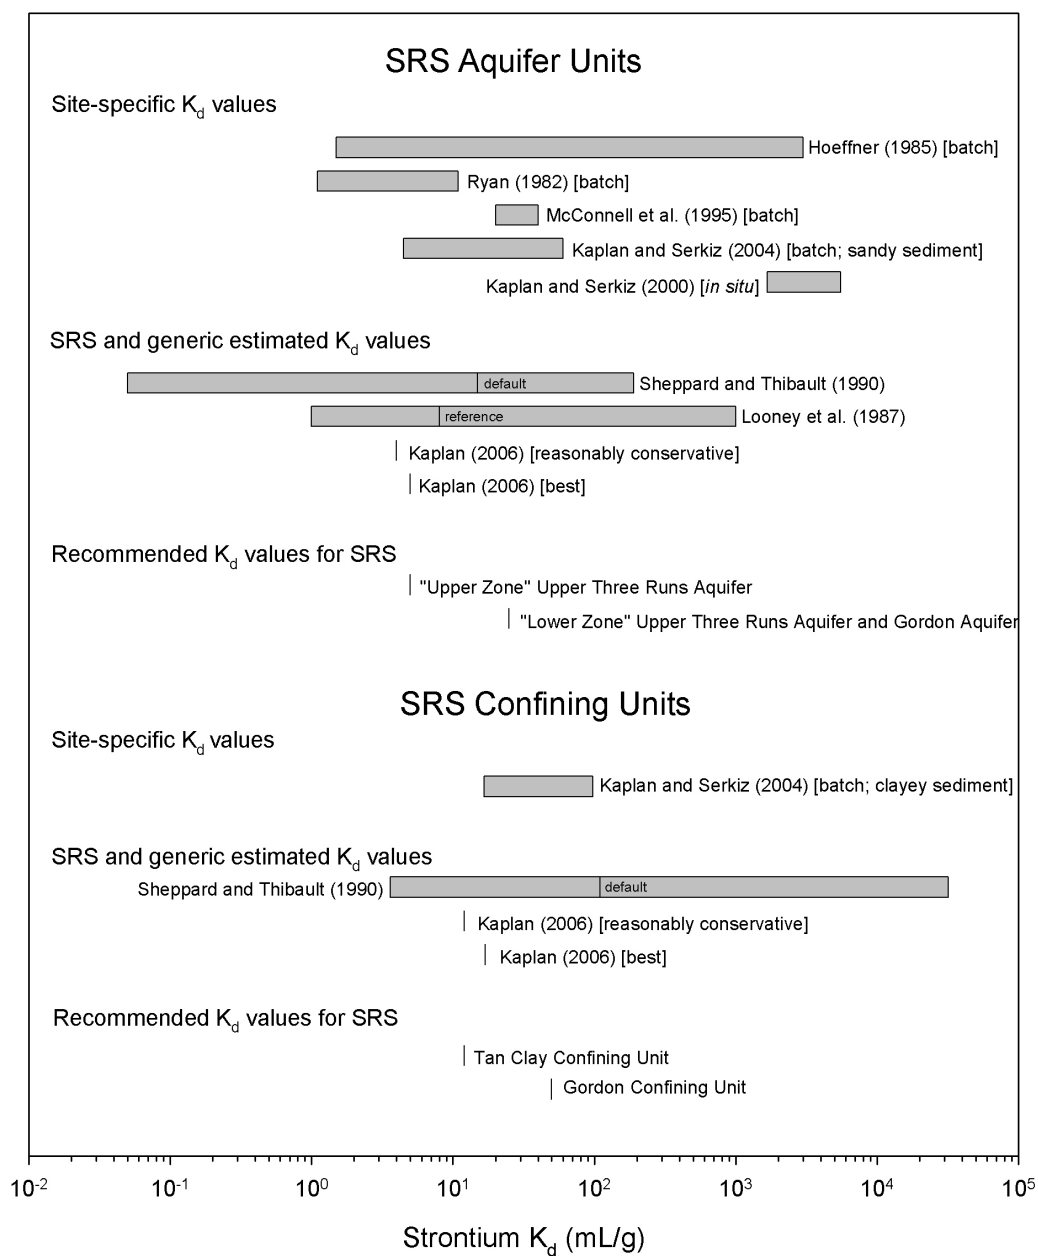 SRS Aquifer Units
Site-specific Kd values
Hoeffner (1985) [batch]
Ryan (1982) [batch]
McConnell et al. (1995) [batch]
Kaplan and Serkiz (2004) [batch; sandy sediment]
Kaplan and Serkiz (2000) [in situ]
SRS and generic estimated Kd values
default Sheppard and Thibault (1990)
reference Looney et al. (1987)
Kaplan (2006) [reasonably conservative]
Kaplan (2006) [best]
Recommended Kd values for SRS
"Upper Zone" Upper Three Runs Aquifer
"Lower Zone" Upper Three Runs Aquifer and Gordon Aquifer
SRS Confining Units
Site-specific Kd values
Kaplan and Serkiz (2004) [batch; clayey sediment]
SRS and generic estimated Kd values
Sheppard and Thibault (1990) default
Kaplan (2006) [reasonably conservative]
Kaplan (2006) [best]
Recommended Kd values for SRS
Tan Clay Confining Unit
Gordon Confining Unit
10-2 10-1 100 101 102 103 104 105
Strontium Kd (mL/g)